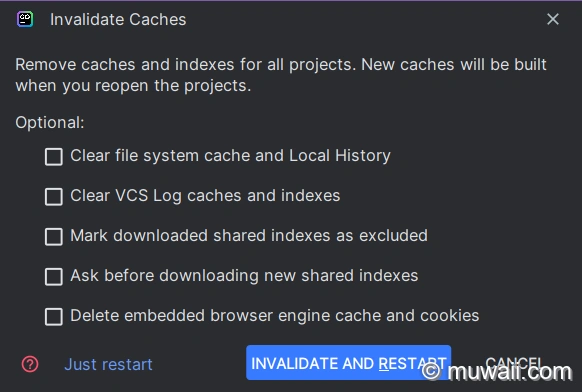 GO
Invalidate Caches
Remove caches and indexes for all projects. New caches will be built
when you reopen the projects.
Optional:
Clear file system cache and Local History
Clear VCS Log caches and indexes
Mark downloaded shared indexes as excluded
Ask before downloading new shared indexes
Delete embedded browser engine cache and cookies
? Just restart INVALIDATE AND RESTART CANCEL
© muwaii.com